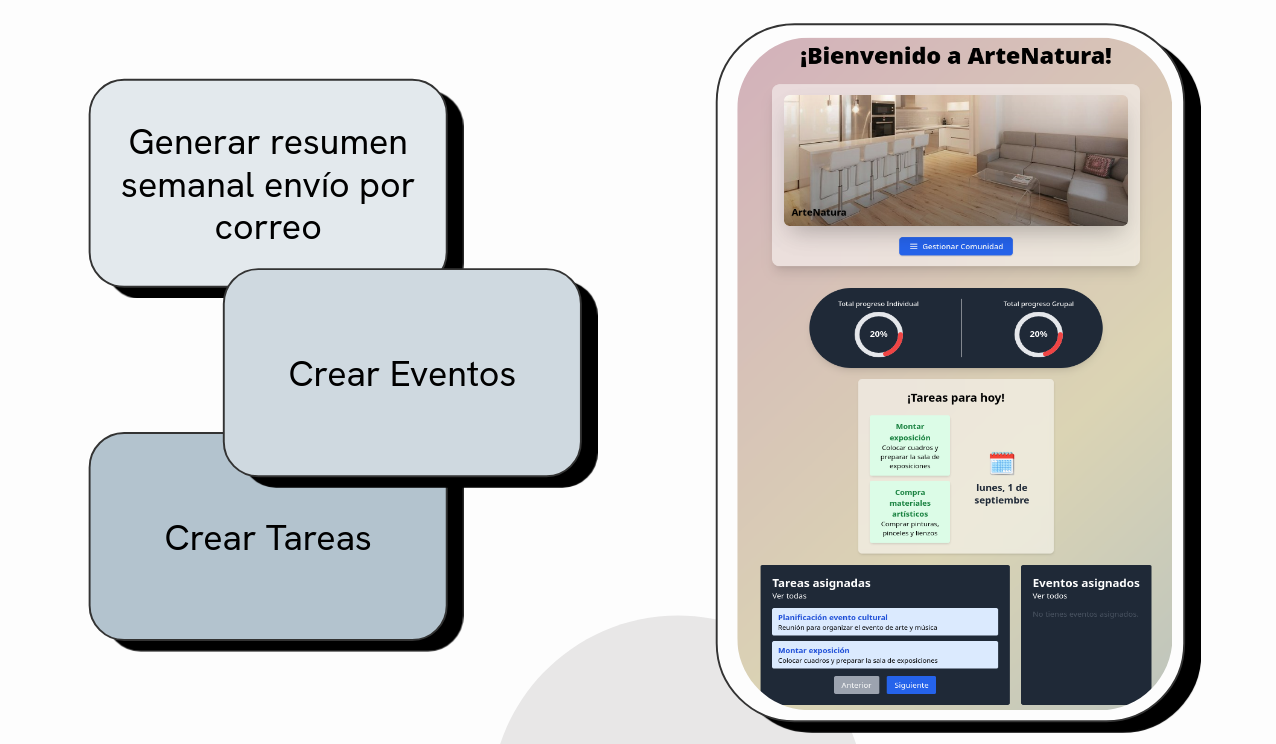 Generar resumen
semanal envío por
correo
Crear Eventos
Crear Tareas
¡Bienvenido a ArteNatura!
ArteNatura
Gestionar Comunidad
Total progreso Individual
20%
Total progreso Grupal
20%
¡Tareas para hoy!
Montar
exposición
Colocar cuadros y
preparar la sala de
exposiciones
Compra
materiales
artísticos
Comprar pinturas,
pinceles y lienzos
lunes, 1 de
septiembre
Tareas asignadas
Ver todas
Planificación evento cultural
Reunión para organizar el evento de arte y música
Montar exposición
Colocar cuadros y preparar la sala de exposiciones
Anterior
Siguiente
Eventos asignados
Ver todos
No tienes eventos asignados.